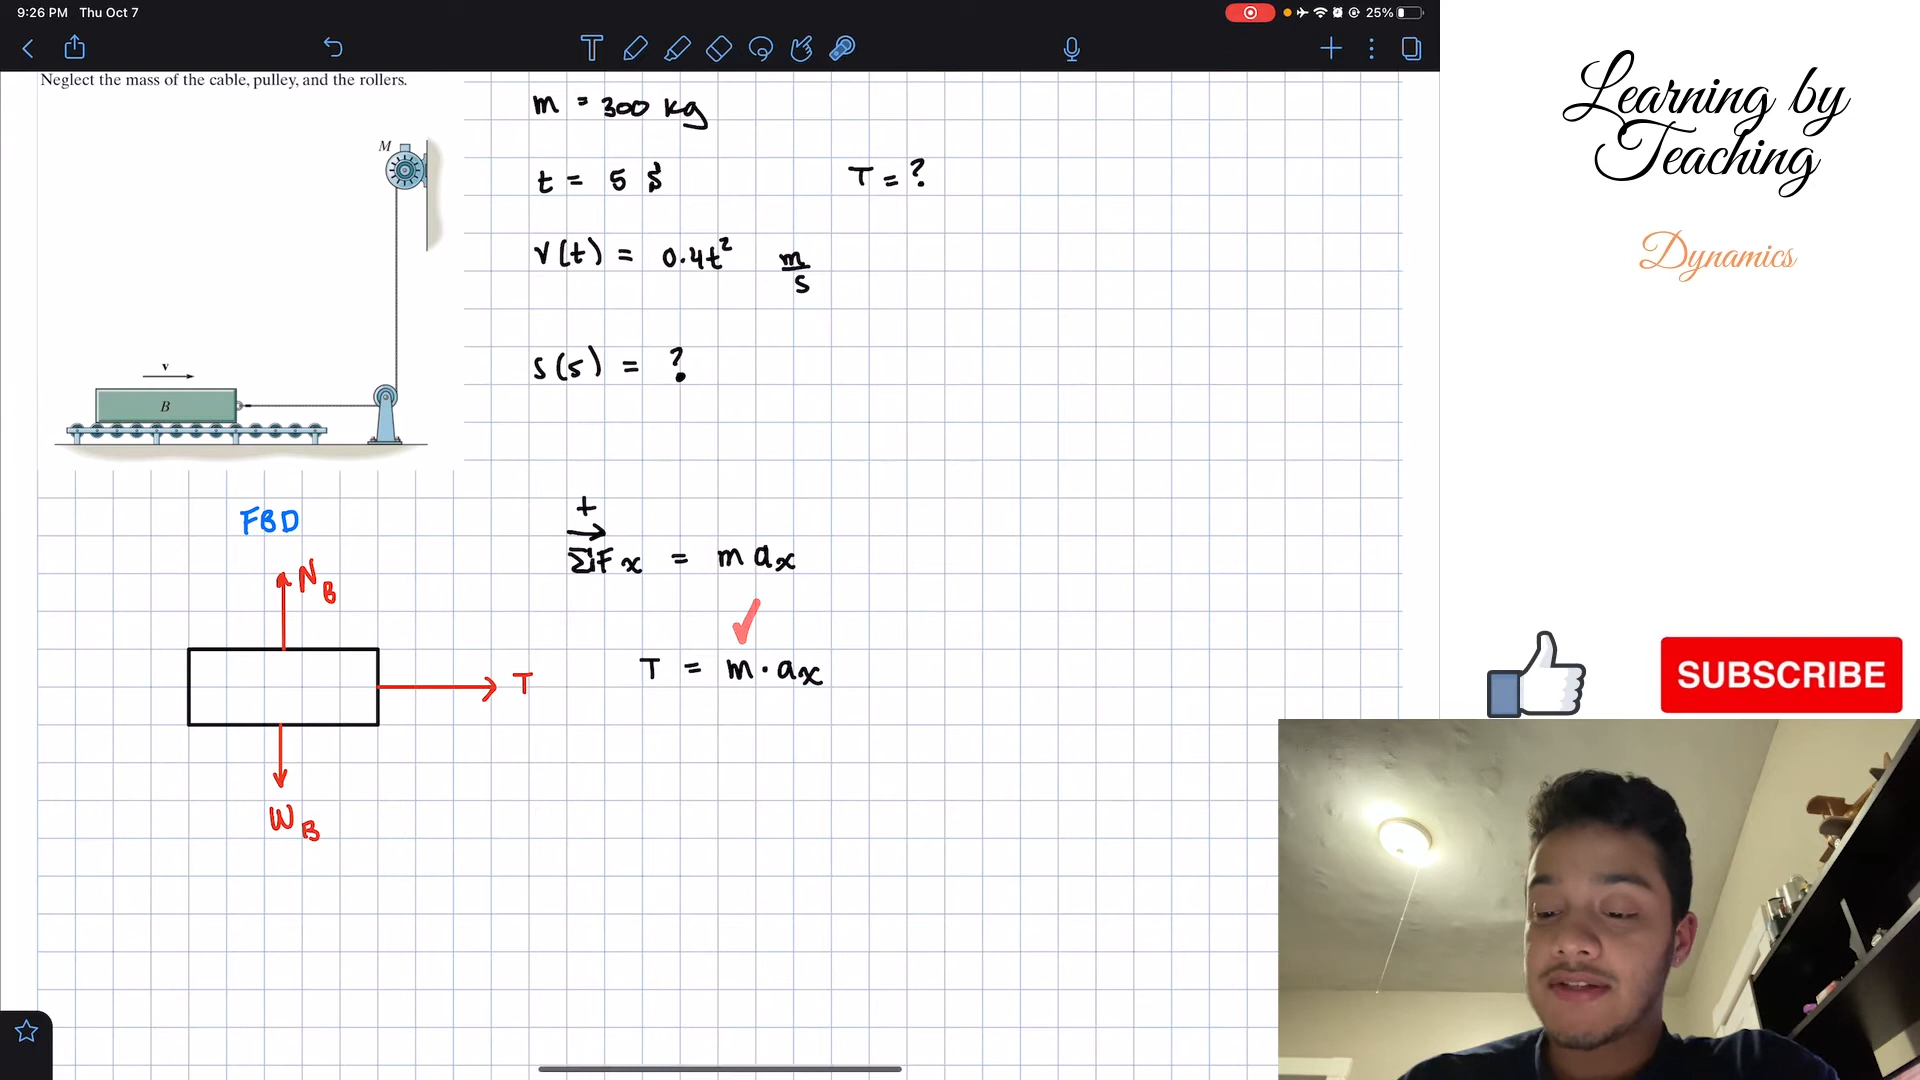 9:26 PM Thu Oct 7
25%
Neglect the mass of the cable, pulley, and the rollers.
M
v
B
m = 300 kg
t = 5 s
T = ?
v(t) = 0.4t² m/s
s(5) = ?
FBD
N_B
T
W_B
+
→
ΣFx = m ax
✓
T = m · ax
Learning by
Teaching
Dynamics
SUBSCRIBE